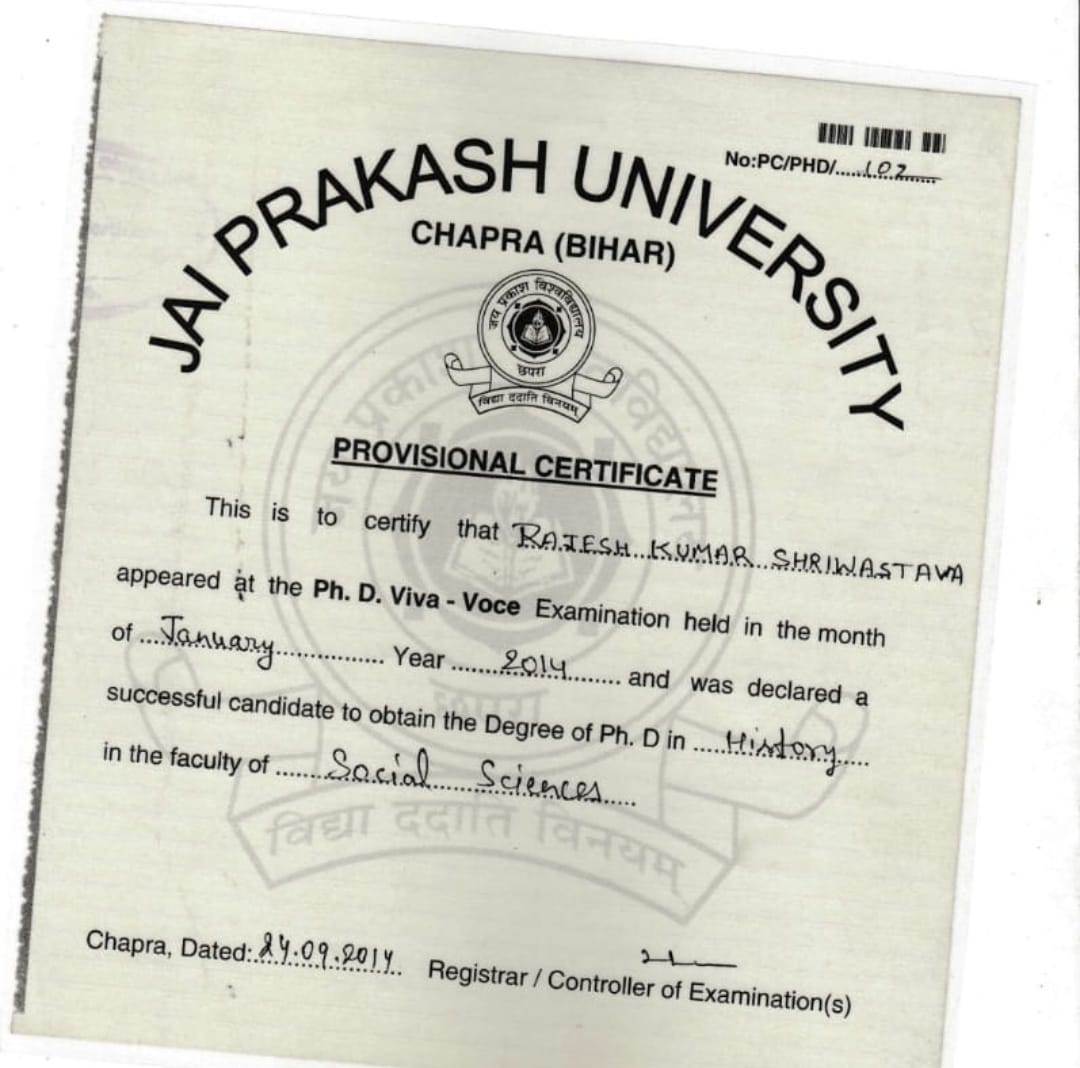 No:PC/PHD/.....102.......
JAI PRAKASH UNIVERSITY
CHAPRA (BIHAR)
जय प्रकाश विश्वविद्यालय
छपरा
विद्या ददाति विनयम्
PROVISIONAL CERTIFICATE
This is to certify that RAJESH KUMAR SHRIWASTAVA
appeared at the Ph. D. Viva - Voce Examination held in the month
of ...January................ Year .......2014........ and was declared a
successful candidate to obtain the Degree of Ph. D in .....History.....
in the faculty of .......Social Sciences.....
विद्या ददाति विनयम्
Chapra, Dated: 24.09.2014. Registrar / Controller of Examination(s)